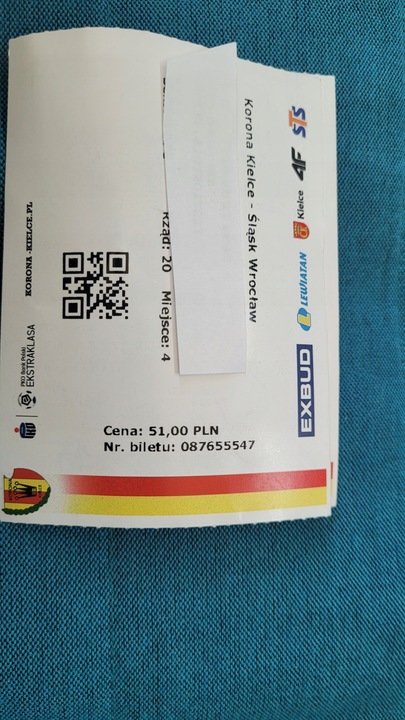 STS
4F
Kielce
LEWIATAN
EXBUD
Korona Kielce - Śląsk Wrocław
Rząd: 20 Miejsce: 4
Cena: 51,00 PLN
Nr. biletu: 087655547
KORONA-KIELCE.PL
PKO Bank Polski
EKSTRAKLASA